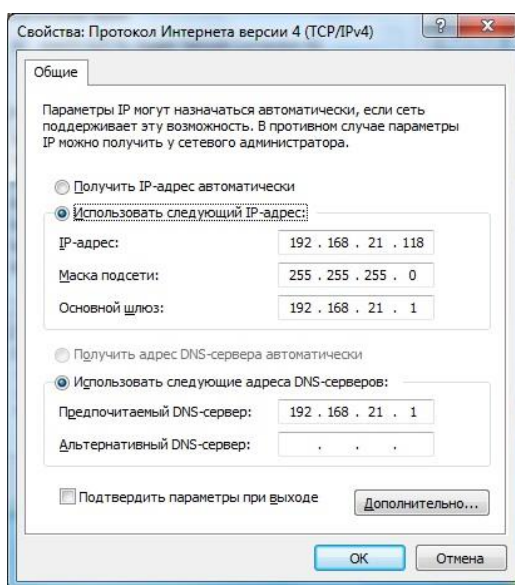 Свойства: Протокол Интернета версии 4 (TCP/IPv4)
Общие
Параметры IP могут назначаться автоматически, если сеть
поддерживает эту возможность. В противном случае параметры
IP можно получить у сетевого администратора.
Получить IP-адрес автоматически
Использовать следующий IP-адрес:
IP-адрес: 192 . 168 . 21 . 118
Маска подсети: 255 . 255 . 255 . 0
Основной шлюз: 192 . 168 . 21 . 1
Получить адрес DNS-сервера автоматически
Использовать следующие адреса DNS-серверов:
Предпочитаемый DNS-сервер: 192 . 168 . 21 . 1
Альтернативный DNS-сервер: . . .
Подтвердить параметры при выходе
Дополнительно...
OK Отмена